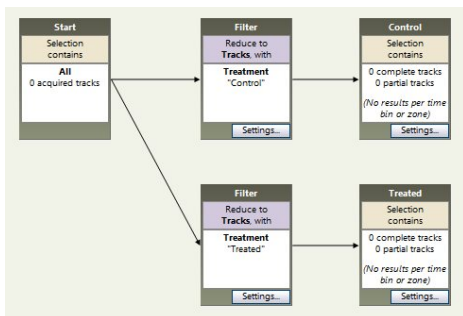 Start
Selection
contains
All
0 acquired tracks
Filter
Reduce to
Tracks, with
Treatment
"Control"
Settings...
Control
Selection
contains
0 complete tracks
0 partial tracks
(No results per time
bin or zone)
Settings...
Filter
Reduce to
Tracks, with
Treatment
"Treated"
Settings...
Treated
Selection
contains
0 complete tracks
0 partial tracks
(No results per time
bin or zone)
Settings...